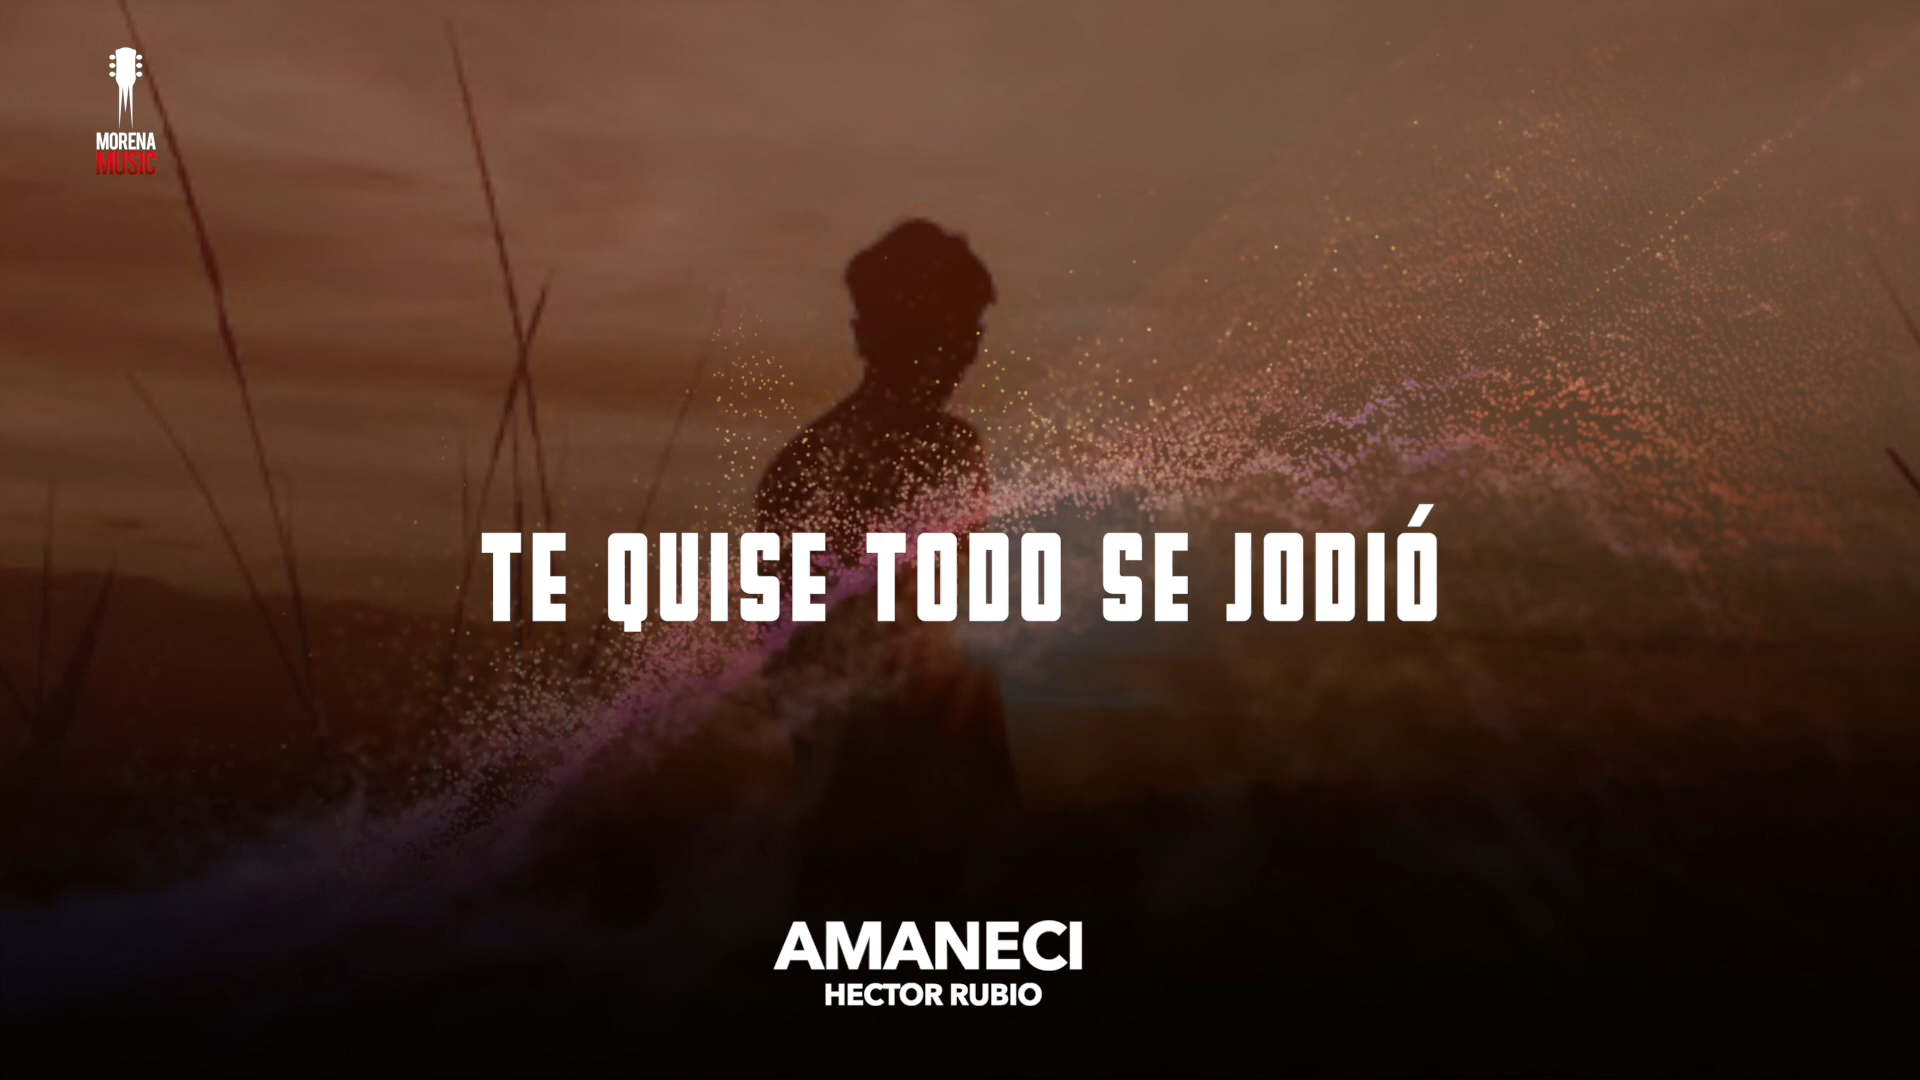 MORENA
MUSIC
TE QUISE TODO SE JODIÓ
AMANECI
HECTOR RUBIO